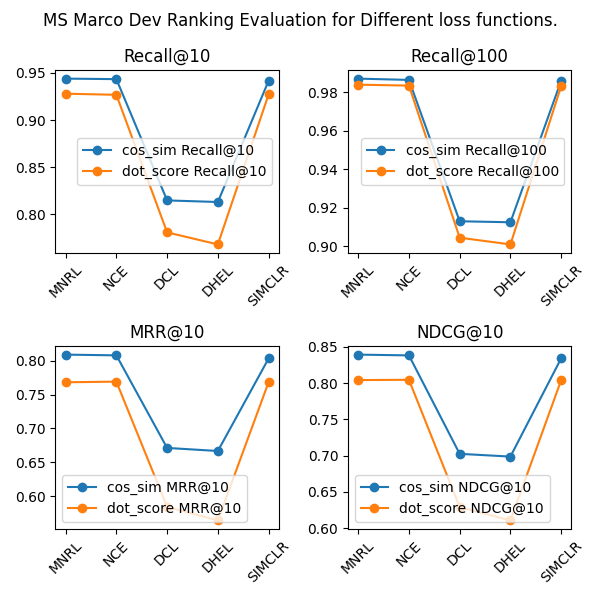 MS Marco Dev Ranking Evaluation for Different loss functions.
Recall@10
0.95
0.90
0.85
0.80
cos_sim Recall@10
dot_score Recall@10
MNRL
NCE
DCL
DHEL
SIMCLR
Recall@100
0.98
0.96
0.94
0.92
0.90
cos_sim Recall@100
dot_score Recall@100
MNRL
NCE
DCL
DHEL
SIMCLR
MRR@10
0.80
0.75
0.70
0.65
0.60
cos_sim MRR@10
dot_score MRR@10
MNRL
NCE
DCL
DHEL
SIMCLR
NDCG@10
0.85
0.80
0.75
0.70
0.65
0.60
cos_sim NDCG@10
dot_score NDCG@10
MNRL
NCE
DCL
DHEL
SIMCLR